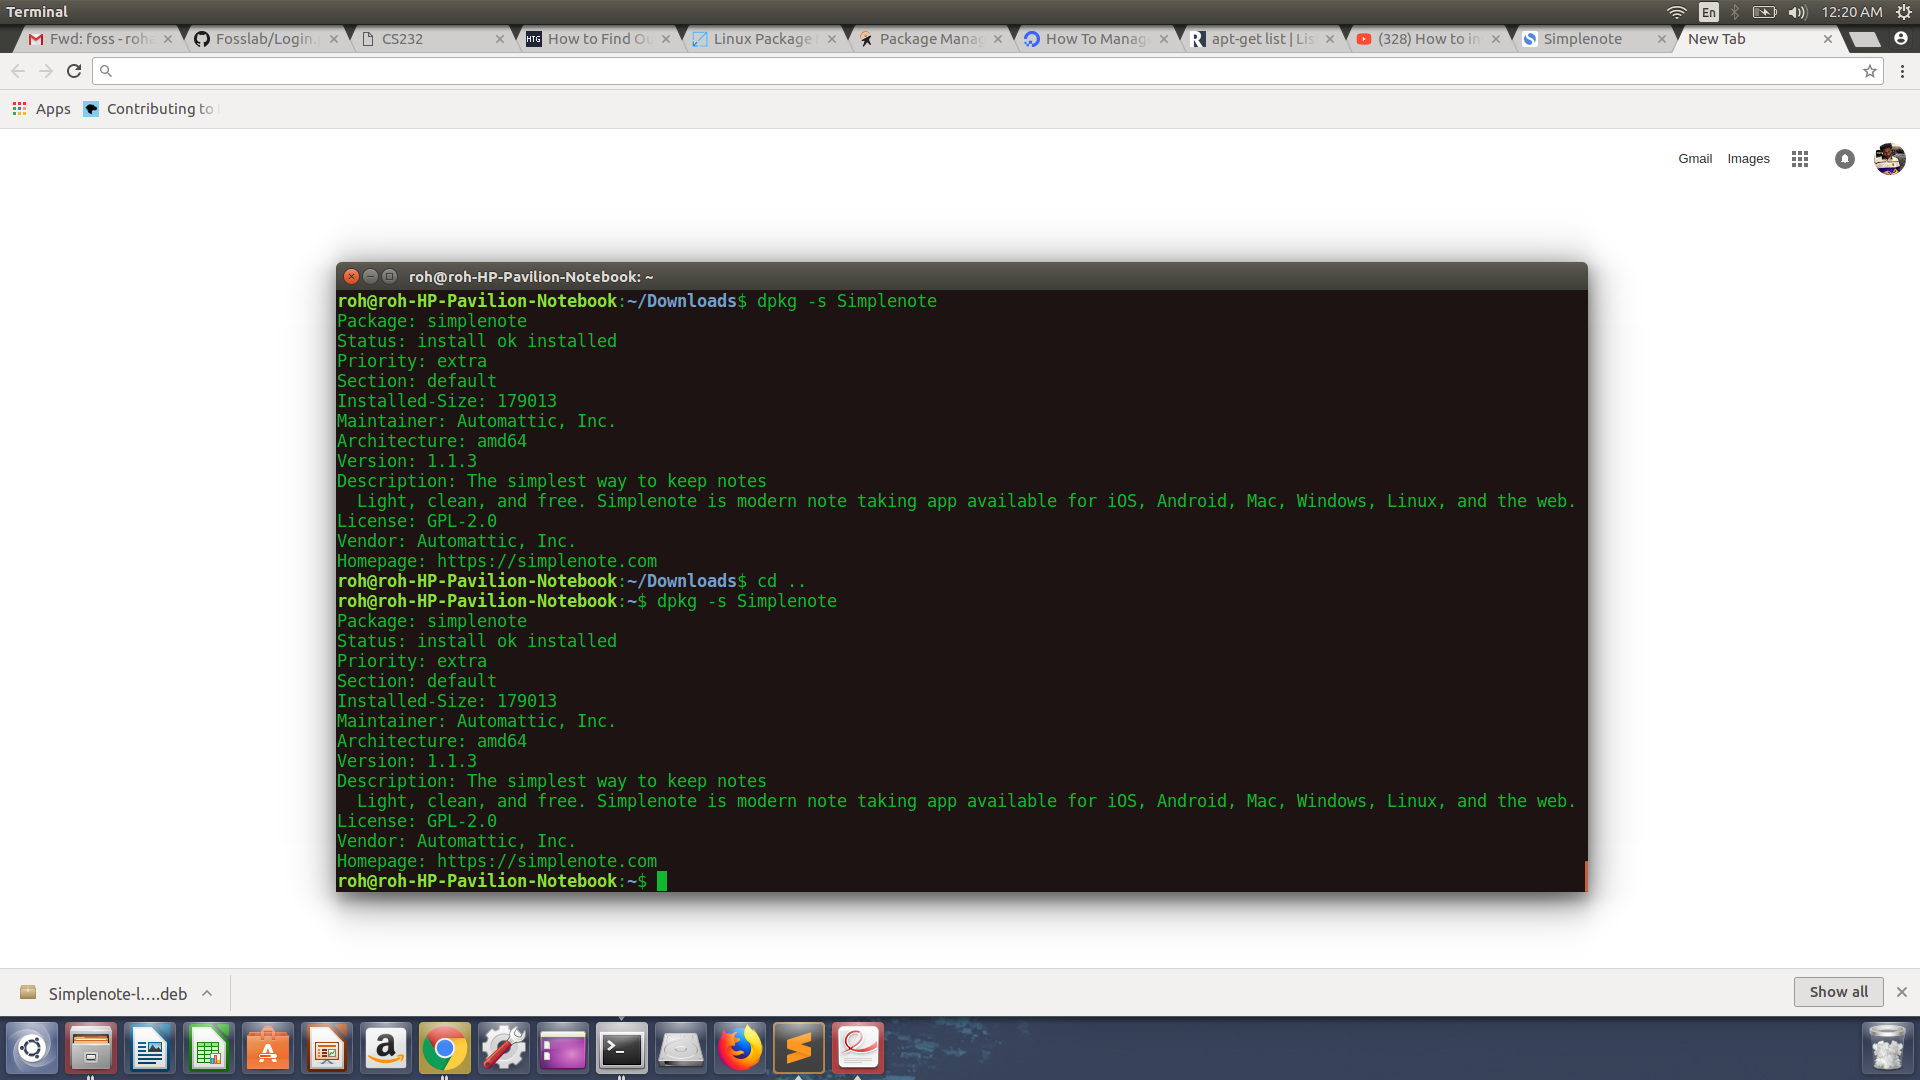 Terminal
En
12:20 AM
Fwd: foss - roha
Fosslab/Login.
CS232
HTG
How to Find Ou
Linux Package
Package Manag
How To Manag
apt-get list | Lis
(328) How to in
Simplenote
New Tab
Apps
Contributing to
Gmail
Images
roh@roh-HP-Pavilion-Notebook: ~
roh@roh-HP-Pavilion-Notebook:~/Downloads$ dpkg -s Simplenote
Package: simplenote
Status: install ok installed
Priority: extra
Section: default
Installed-Size: 179013
Maintainer: Automattic, Inc.
Architecture: amd64
Version: 1.1.3
Description: The simplest way to keep notes
Light, clean, and free. Simplenote is modern note taking app available for iOS, Android, Mac, Windows, Linux, and the web.
License: GPL-2.0
Vendor: Automattic, Inc.
Homepage: https://simplenote.com
roh@roh-HP-Pavilion-Notebook:~/Downloads$ cd ..
roh@roh-HP-Pavilion-Notebook:~$ dpkg -s Simplenote
Package: simplenote
Status: install ok installed
Priority: extra
Section: default
Installed-Size: 179013
Maintainer: Automattic, Inc.
Architecture: amd64
Version: 1.1.3
Description: The simplest way to keep notes
Light, clean, and free. Simplenote is modern note taking app available for iOS, Android, Mac, Windows, Linux, and the web.
License: GPL-2.0
Vendor: Automattic, Inc.
Homepage: https://simplenote.com
roh@roh-HP-Pavilion-Notebook:~$
Simplenote-l....deb
Show all